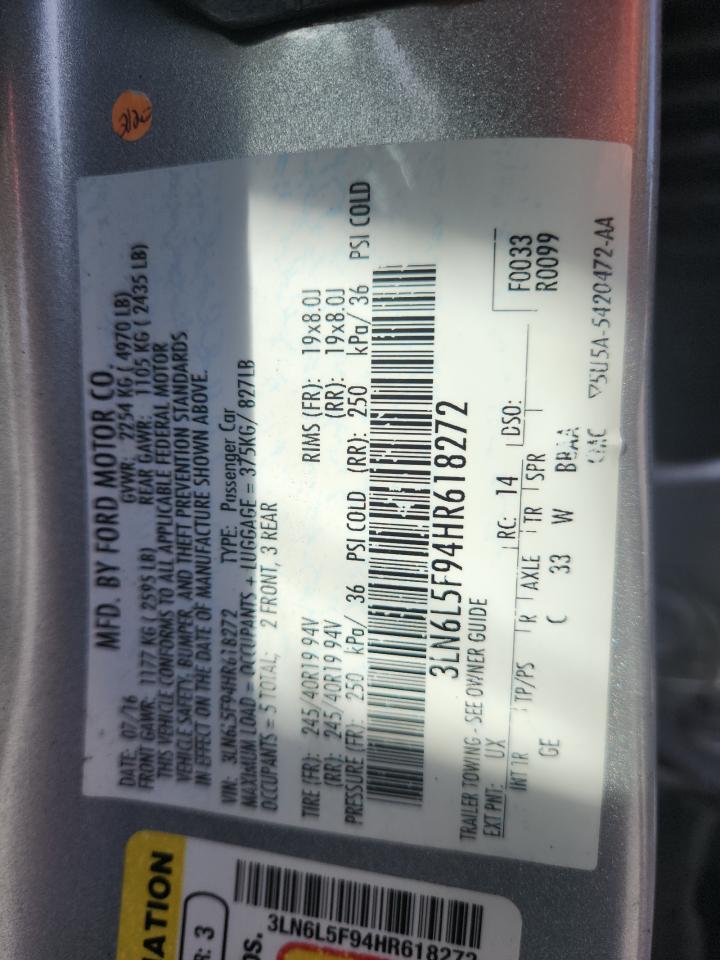 MFD. BY FORD MOTOR CO.
DATE: 07/16 GVWR: 2254 KG ( 4970 LB)
FRONT GAWR: 1177 KG ( 2595 LB) REAR GAWR: 1105 KG ( 2435 LB)
THIS VEHICLE CONFORMS TO ALL APPLICABLE FEDERAL MOTOR
VEHICLE SAFETY, BUMPER, AND THEFT PREVENTION STANDARDS
IN EFFECT ON THE DATE OF MANUFACTURE SHOWN ABOVE.
VIN: 3LN6L5F94HR618272 TYPE: Passenger Car
MAXIMUM LOAD = OCCUPANTS + LUGGAGE = 375KG/ 827LB
OCCUPANTS = 5 TOTAL; 2 FRONT, 3 REAR
TIRE (FR): 245/40R19 94V RIMS (FR): 19x8.0J
(RR): 245/40R19 94V (RR): 19x8.0J
PRESSURE (FR): 250 kPa/ 36 PSI COLD (RR): 250 kPa/ 36 PSI COLD
3LN6L5F94HR618272
TRAILER TOWING - SEE OWNER GUIDE
EXT PNT: UX RC: 14 DSO:
F0033
R0099
INT TR TP/PS R AXLE TR SPR
GE C 33 W
▽5U5A-5420472-AA
ATION
R: 3
OS.
3LN6L5F94HR618272